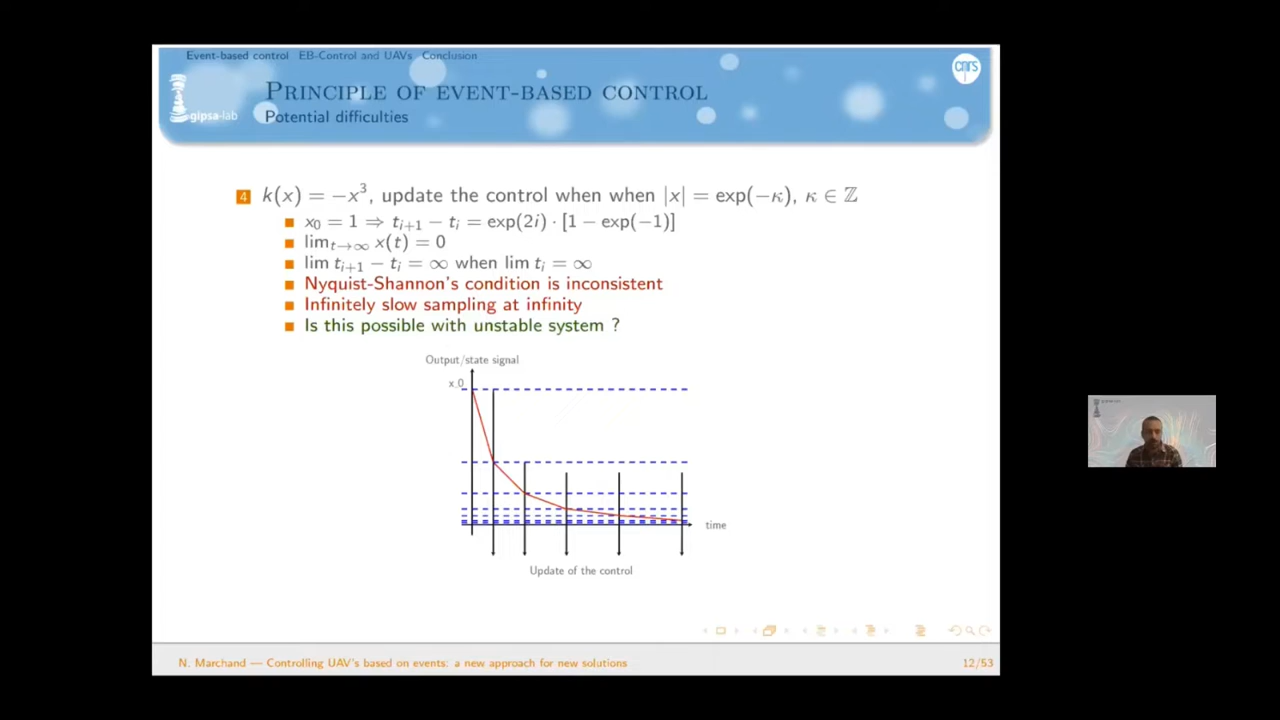 Event-based control EB-Control and UAVs Conclusion
PRINCIPLE OF EVENT-BASED CONTROL
Potential difficulties
gipsa-lab
cnrs
4 k(x) = −x³, update the control when when |x| = exp(−κ), κ ∈ ℤ
x₀ = 1 ⇒ tᵢ₊₁ − tᵢ = exp(2i) · [1 − exp(−1)]
lim_{t→∞} x(t) = 0
lim tᵢ₊₁ − tᵢ = ∞ when lim tᵢ = ∞
Nyquist-Shannon's condition is inconsistent
Infinitely slow sampling at infinity
Is this possible with unstable system ?
Output/state signal
x_0
time
Update of the control
N. Marchand — Controlling UAV's based on events: a new approach for new solutions 12/53